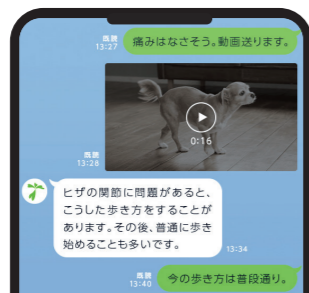 既読
13:27
痛みはなさそう。動画送ります。
0:16
既読
13:28
ヒザの関節に問題があると、
こうした歩き方をすることが
あります。その後、普通に歩き
始めることも多いです。
13:34
既読
13:40
今の歩き方は普段通り。